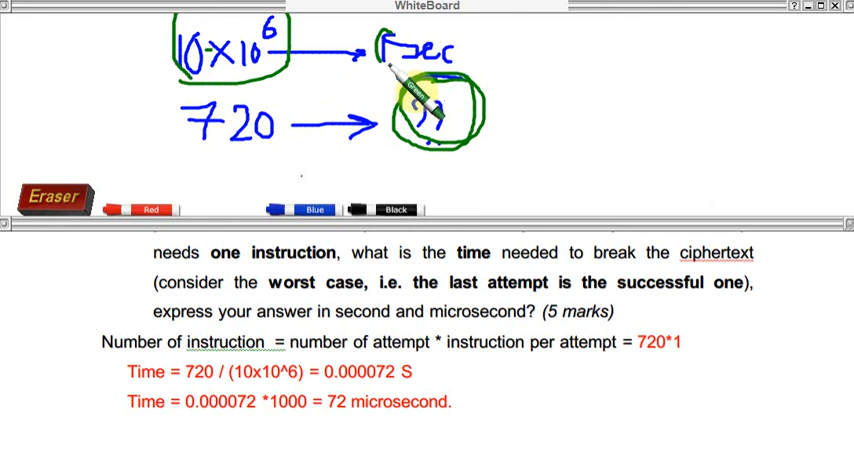 WhiteBoard
10×10⁶ → 1 sec
Green
720 → ??
Eraser
Red Blue Black
needs one instruction, what is the time needed to break the ciphertext
(consider the worst case, i.e. the last attempt is the successful one),
express your answer in second and microsecond? (5 marks)
Number of instruction = number of attempt * instruction per attempt = 720*1
Time = 720 / (10x10^6) = 0.000072 S
Time = 0.000072 *1000 = 72 microsecond.